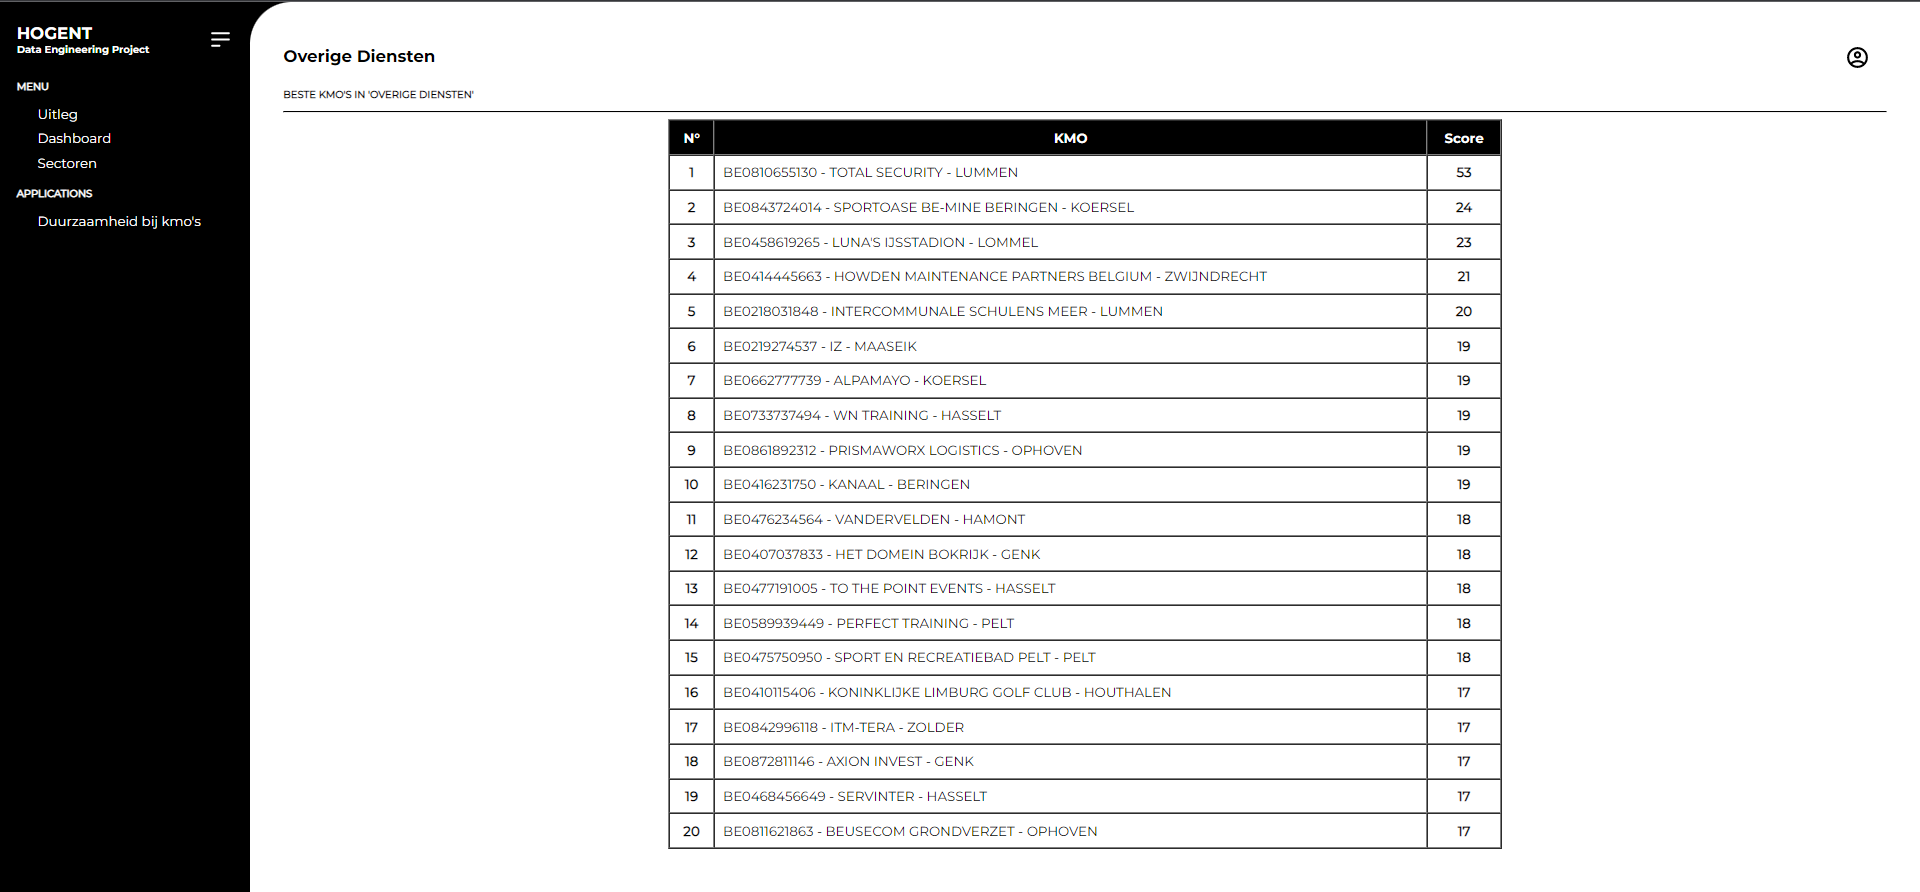 HOGENT
Data Engineering Project
MENU
Uitleg
Dashboard
Sectoren
APPLICATIONS
Duurzaamheid bij kmo's
Overige Diensten
BESTE KMO'S IN 'OVERIGE DIENSTEN'
N° KMO Score
1 BE0810655130 - TOTAL SECURITY - LUMMEN 53
2 BE0843724014 - SPORTOASE BE-MINE BERINGEN - KOERSEL 24
3 BE0458619265 - LUNA'S IJSSTADION - LOMMEL 23
4 BE0414445663 - HOWDEN MAINTENANCE PARTNERS BELGIUM - ZWIJNDRECHT 21
5 BE0218031848 - INTERCOMMUNALE SCHULENS MEER - LUMMEN 20
6 BE0219274537 - IZ - MAASEIK 19
7 BE0662777739 - ALPAMAYO - KOERSEL 19
8 BE0733737494 - WN TRAINING - HASSELT 19
9 BE0861892312 - PRISMAWORX LOGISTICS - OPHOVEN 19
10 BE0416231750 - KANAAL - BERINGEN 19
11 BE0476234564 - VANDERVELDEN - HAMONT 18
12 BE0407037833 - HET DOMEIN BOKRIJK - GENK 18
13 BE0477191005 - TO THE POINT EVENTS - HASSELT 18
14 BE0589939449 - PERFECT TRAINING - PELT 18
15 BE0475750950 - SPORT EN RECREATIEBAD PELT - PELT 18
16 BE0410115406 - KONINKLIJKE LIMBURG GOLF CLUB - HOUTHALEN 17
17 BE0842996118 - ITM-TERA - ZOLDER 17
18 BE0872811146 - AXION INVEST - GENK 17
19 BE0468456649 - SERVINTER - HASSELT 17
20 BE0811621863 - BEUSECOM GRONDVERZET - OPHOVEN 17